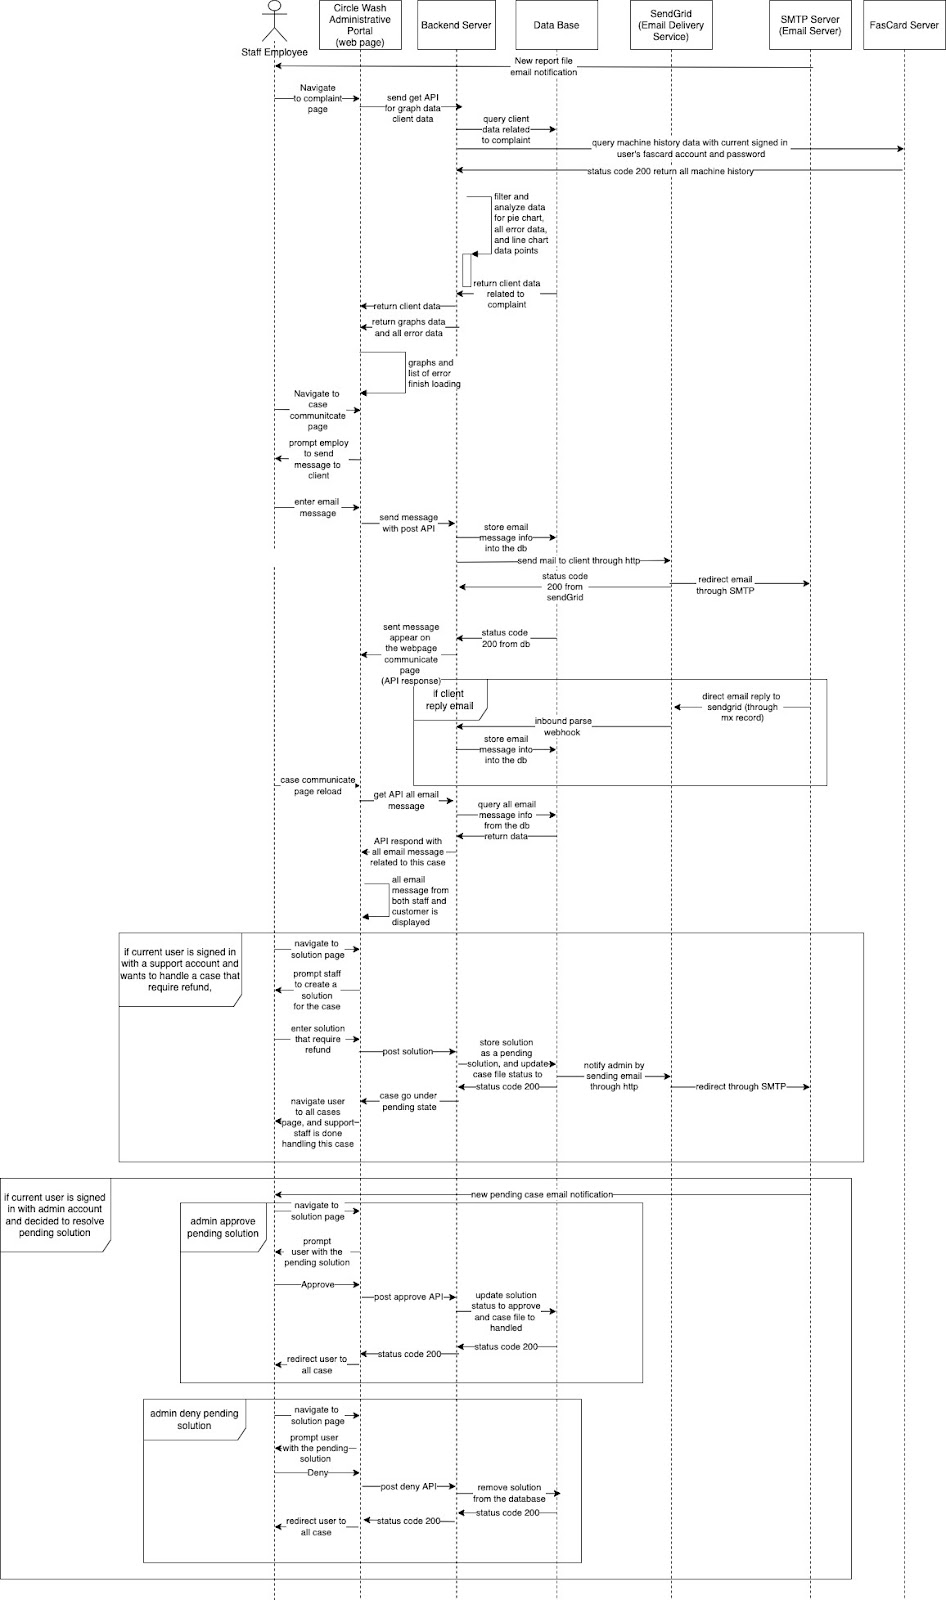 Staff Employee
Circle Wash
Administrative
Portal
(web page)
Backend Server
Data Base
SendGrid
(Email Delivery
Service)
SMTP Server
(Email Server)
FasCard Server
New report file
email notification
Navigate
to complaint
page
send get API
for graph data
client data
query client
data related
to complaint
query machine history data with current signed in
user's fascard account and password
status code 200 return all machine history
filter and
analyze data
for pie chart,
all error data,
and line chart
data points
return client data
related to
complaint
return client data
return graphs data
and all error data
graphs and
list of error
finish loading
Navigate to
case
communitcate
page
prompt employ
to send
message to
client
enter email
message
send message
with post API
store email
message info
into the db
send mail to client through http
status code
200 from
sendGrid
redirect email
through SMTP
sent message
appear on
the webpage
communicate
page
(API response)
status code
200 from db
if client
reply email
direct email reply to
sendgrid (through
mx record)
inbound parse
webhook
store email
message info
into the db
case communicate
page reload
get API all email
message
query all email
message info
from the db
return data
API respond with
all email message
related to this case
all email
message from
both staff and
customer is
displayed
if current user is signed in
with a support account and
wants to handle a case that
require refund,
navigate to
solution page
prompt staff
to create a
solution
for the case
enter solution
that require
refund
post solution
store solution
as a pending
solution, and update
case file status to
notify admin by
sending email
through http
status code 200
redirect through SMTP
case go under
pending state
navigate user
to all cases
page, and support
staff is done
handling this case
if current user is signed
in with admin account
and decided to resolve
pending solution
new pending case email notification
admin approve
pending solution
navigate to
solution page
prompt
user with the
pending solution
Approve
post approve API
update solution
status to approve
and case file to
handled
status code 200
status code 200
redirect user to
all case
admin deny pending
solution
navigate to
solution page
prompt user
with the pending
solution
Deny
post deny API
remove solution
from the database
status code 200
status code 200
redirect user to
all case